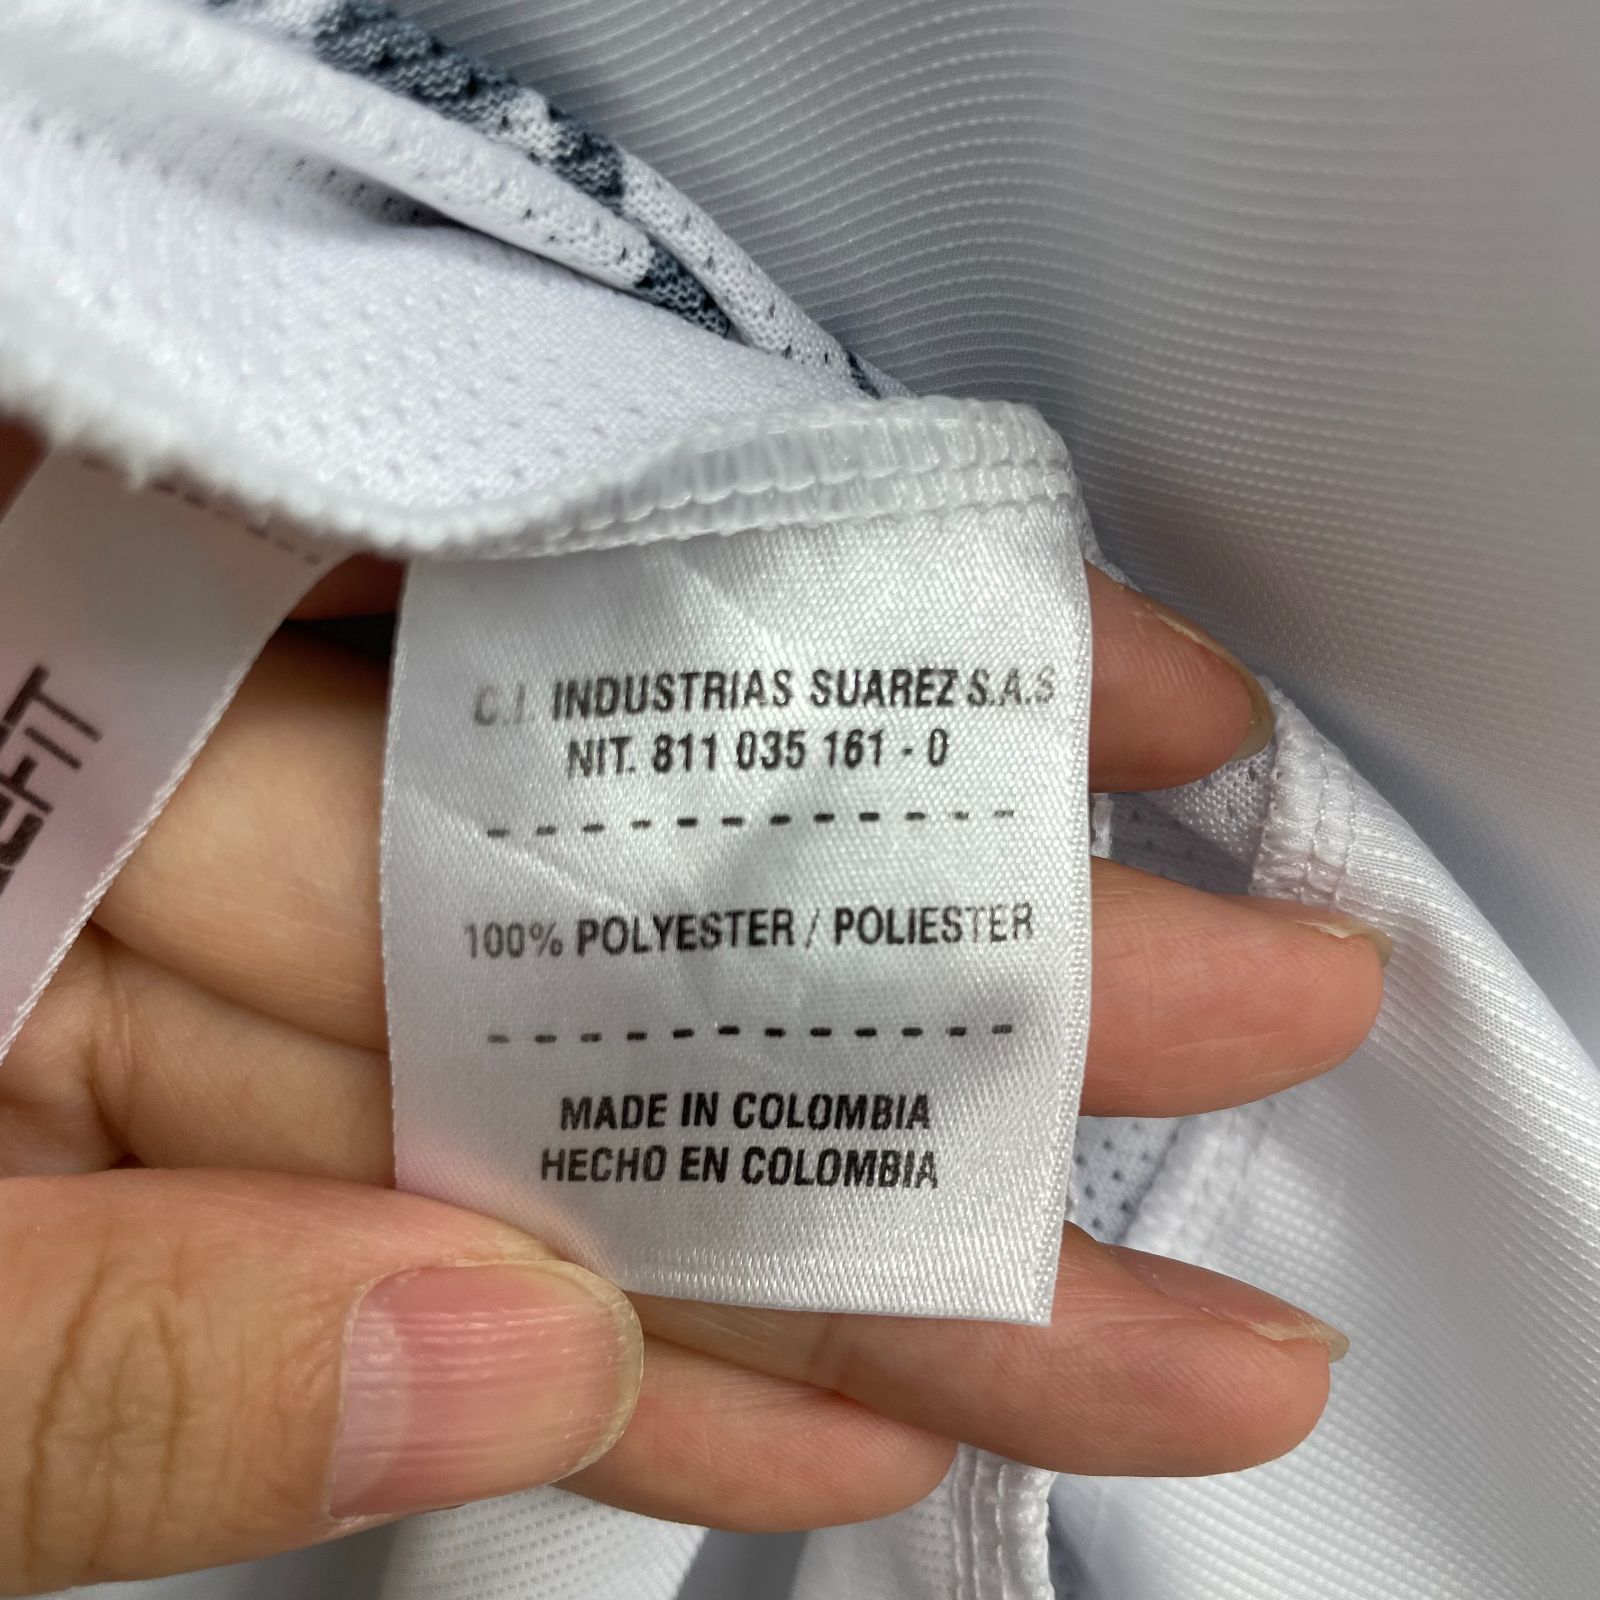 C.I. INDUSTRIAS SUAREZ S.A.S
NIT. 811 035 161 - 0
- - - - - - - - - - - -
100% POLYESTER / POLIESTER
- - - - - - - - - - - -
MADE IN COLOMBIA
HECHO EN COLOMBIA